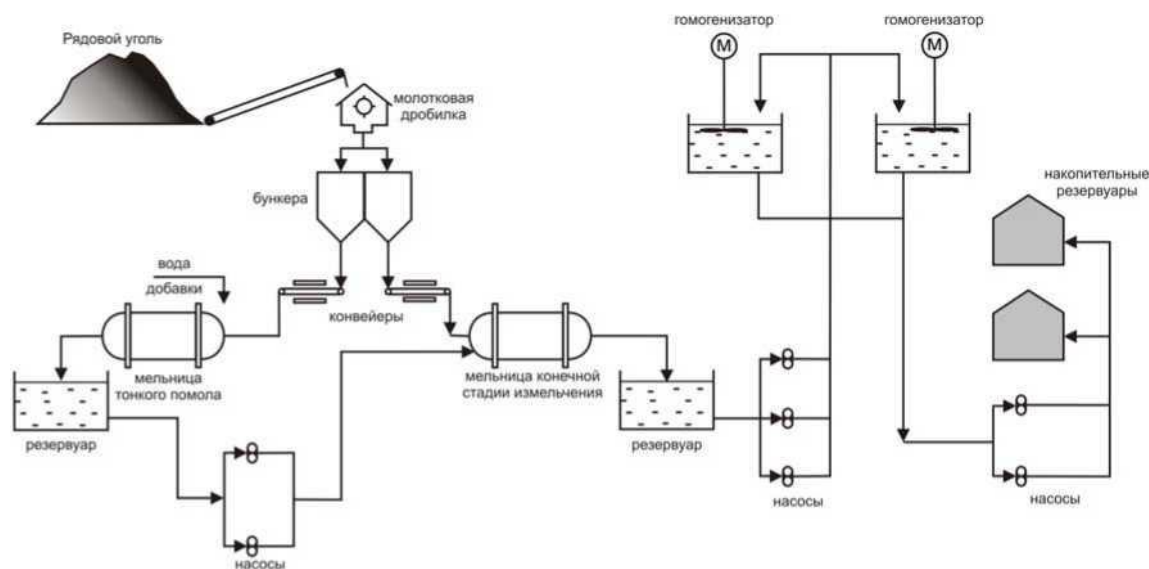 гомогенизатор
гомогенизатор
М
М
Рядовой уголь
молотковая
дробилка
бункера
накопительные
резервуары
вода
добавки
конвейеры
мельница
тонкого помола
мельница конечной
стадии измельчения
резервуар
резервуар
насосы
насосы
насосы